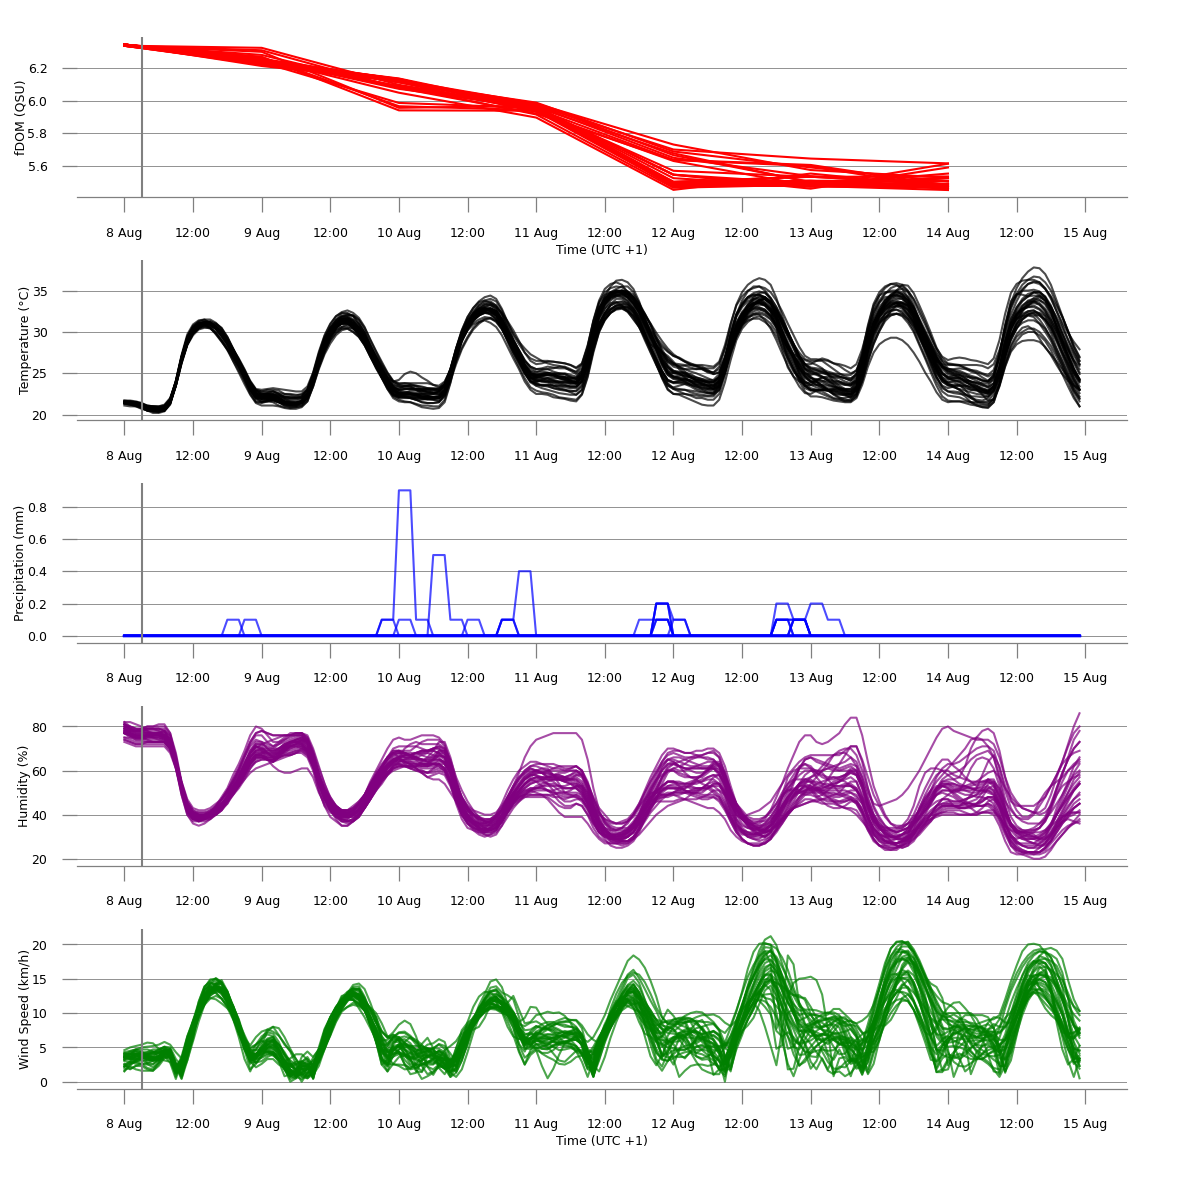 fDOM (QSU)
6.2
6.0
5.8
5.6
8 Aug 12:00 9 Aug 12:00 10 Aug 12:00 11 Aug 12:00 12 Aug 12:00 13 Aug 12:00 14 Aug 12:00 15 Aug
Time (UTC +1)
Temperature (°C)
35
30
25
20
8 Aug 12:00 9 Aug 12:00 10 Aug 12:00 11 Aug 12:00 12 Aug 12:00 13 Aug 12:00 14 Aug 12:00 15 Aug
Precipitation (mm)
0.8
0.6
0.4
0.2
0.0
8 Aug 12:00 9 Aug 12:00 10 Aug 12:00 11 Aug 12:00 12 Aug 12:00 13 Aug 12:00 14 Aug 12:00 15 Aug
Humidity (%)
80
60
40
20
8 Aug 12:00 9 Aug 12:00 10 Aug 12:00 11 Aug 12:00 12 Aug 12:00 13 Aug 12:00 14 Aug 12:00 15 Aug
Wind Speed (km/h)
20
15
10
5
0
8 Aug 12:00 9 Aug 12:00 10 Aug 12:00 11 Aug 12:00 12 Aug 12:00 13 Aug 12:00 14 Aug 12:00 15 Aug
Time (UTC +1)